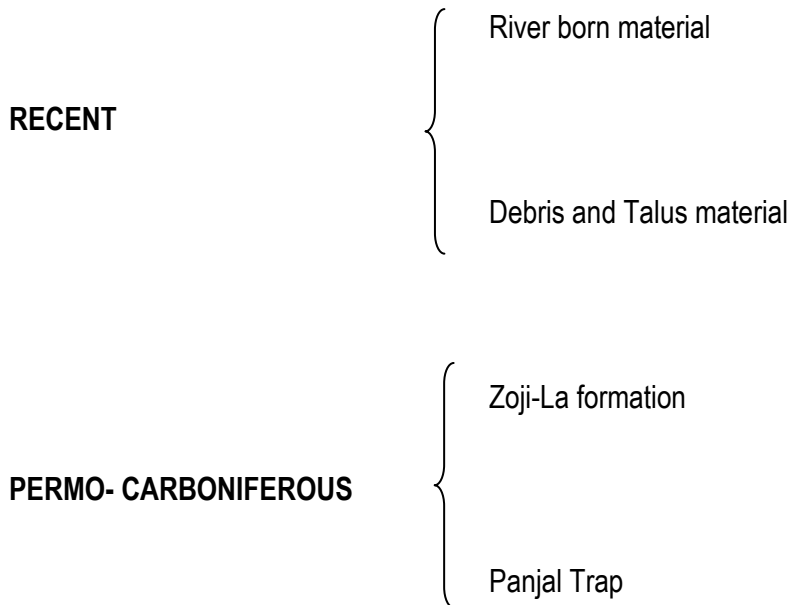 River born material
RECENT
Debris and Talus material
Zoji-La formation
PERMO- CARBONIFEROUS
Panjal Trap